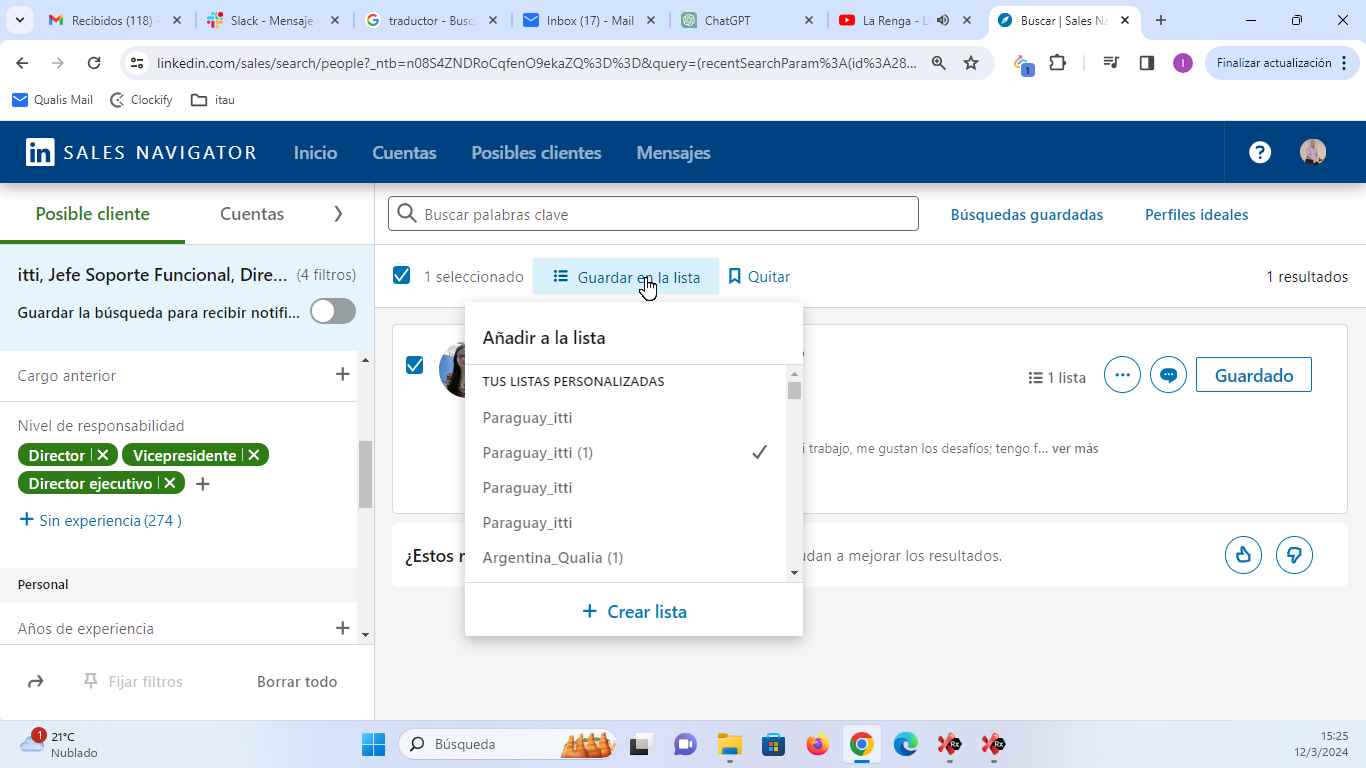 Recibidos (118) -
Slack - Mensaje
traductor - Busc
Inbox (17) - Mail
ChatGPT
La Renga - L
Buscar | Sales Na
linkedin.com/sales/search/people?_ntb=n08S4ZNDRoCqfenO9ekaZQ%3D%3D&query=(recentSearchParam%3A(id%3A28...
1
I
Finalizar actualización
Qualis Mail
Clockify
itau
in SALES NAVIGATOR
Inicio
Cuentas
Posibles clientes
Mensajes
?
Posible cliente
Cuentas
Buscar palabras clave
Búsquedas guardadas
Perfiles ideales
itti, Jefe Soporte Funcional, Dire... (4 filtros)
Guardar la búsqueda para recibir notifi...
1 seleccionado
Guardar en la lista
Quitar
1 resultados
Añadir a la lista
TUS LISTAS PERSONALIZADAS
Paraguay_itti
Paraguay_itti (1)
Paraguay_itti
Paraguay_itti
Argentina_Qualia (1)
+ Crear lista
1 lista
Guardado
i trabajo, me gustan los desafíos; tengo f... ver más
¿Estos r
udan a mejorar los resultados.
Cargo anterior
Nivel de responsabilidad
Director
Vicepresidente
Director ejecutivo
+ Sin experiencia (274 )
Personal
Años de experiencia
Fijar filtros
Borrar todo
1
21°C
Nublado
Búsqueda
Rx
Rx
15:25
12/3/2024